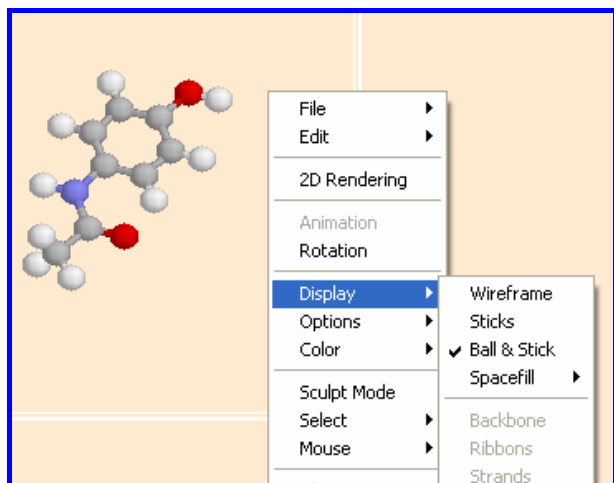 File
Edit
2D Rendering
Animation
Rotation
Display
Options
Color
Sculpt Mode
Select
Mouse
Wireframe
Sticks
Ball & Stick
Spacefill
Backbone
Ribbons
Strands